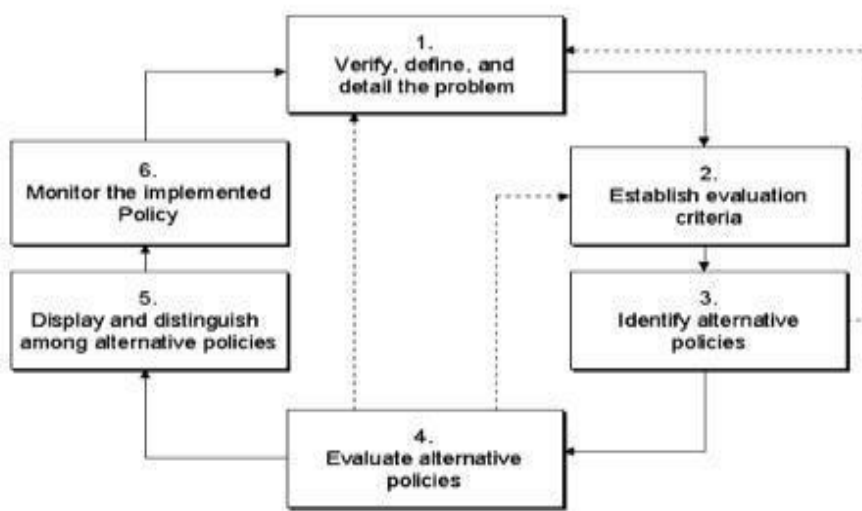 1.
Verify, define, and
detail the problem
2.
Establish evaluation
criteria
3.
Identify alternative
policies
4.
Evaluate alternative
policies
5.
Display and distinguish
among alternative policies
6.
Monitor the implemented
Policy